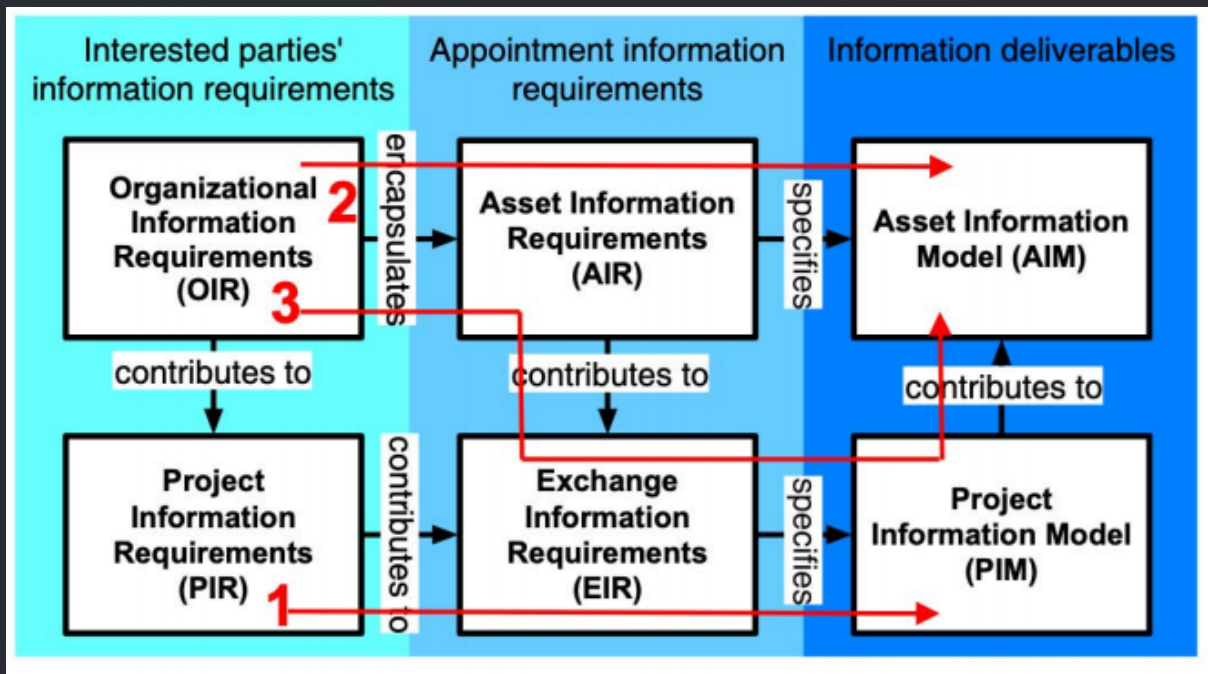 Interested parties'
information requirements
Appointment information
requirements
Information deliverables
Organizational
Information
Requirements
(OIR)
2
3
encapsulates
Asset Information
Requirements
(AIR)
specifies
Asset Information
Model (AIM)
contributes to
contributes to
contributes to
Project
Information
Requirements
(PIR)
1
contributes to
Exchange
Information
Requirements
(EIR)
specifies
Project
Information Model
(PIM)